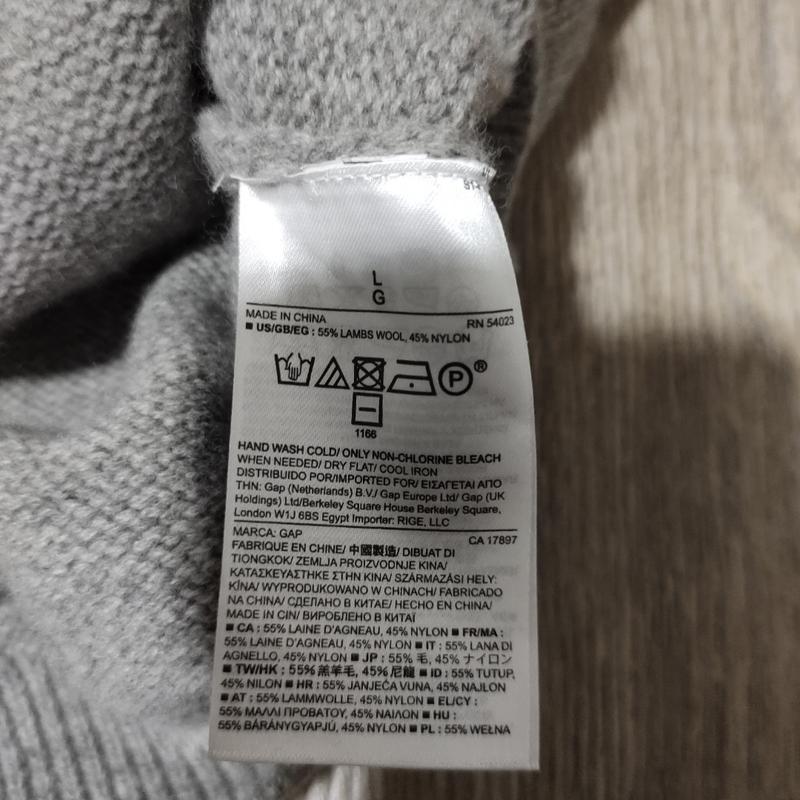 L
G
MADE IN CHINA RN 54023
■ US/GB/EG : 55% LAMBS WOOL, 45% NYLON
P ®
1166
HAND WASH COLD/ ONLY NON-CHLORINE BLEACH
WHEN NEEDED/ DRY FLAT/ COOL IRON
DISTRIBUIDO POR/IMPORTED FOR/ ΕΙΣΑΓΕΤΑΙ ΑΠΟ
ΤΗΝ: Gap (Netherlands) B.V./ Gap Europe Ltd/ Gap (UK
Holdings) Ltd/Berkeley Square House Berkeley Square,
London W1J 6BS Egypt Importer: RIGE, LLC
MARCA: GAP CA 17897
FABRIQUE EN CHINE/ 中國製造/ DIBUAT DI
TIONGKOK/ ZEMLJA PROIZVODNJE KINA/
ΚΑΤΑΣΚΕΥΑΣΤΗΚΕ ΣΤΗΝ ΚΙΝΑ/ SZÁRMAZÁSI HELY:
KÍNA/ WYPRODUKOWANO W CHINACH/ FABRICADO
NA CHINA/ СДЕЛАНО В КИТАЕ/ HECHO EN CHINA/
MADE IN CIN/ ВИРОБЛЕНО В КИТАЇ
■ CA : 55% LAINE D'AGNEAU, 45% NYLON ■ FR/MA :
55% LAINE D'AGNEAU, 45% NYLON ■ IT : 55% LANA DI
AGNELLO, 45% NYLON ■ JP : 55% 毛, 45% ナイロン
■ TW/HK : 55% 羔羊毛, 45% 尼龍 ■ ID : 55% TUTUP,
45% NILON ■ HR : 55% JANJEĆA VUNA, 45% NAJLON
■ AT : 55% LAMMWOLLE, 45% NYLON ■ EL/CY :
55% ΜΑΛΛΙ ΠΡΟΒΑΤΟΥ, 45% ΝΑΙΛΟΝ ■ HU :
55% BÁRÁNYGYAPJÚ, 45% NYLON ■ PL : 55% WEŁNA